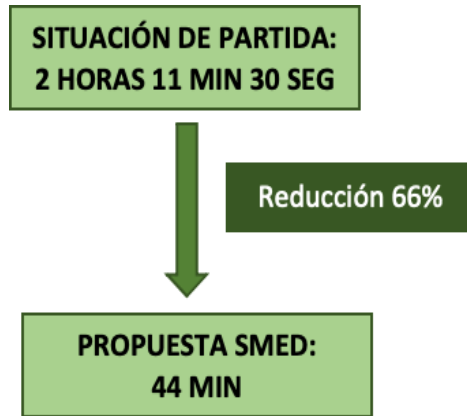 SITUACIÓN DE PARTIDA:
2 HORAS 11 MIN 30 SEG
Reducción 66%
PROPUESTA SMED:
44 MIN